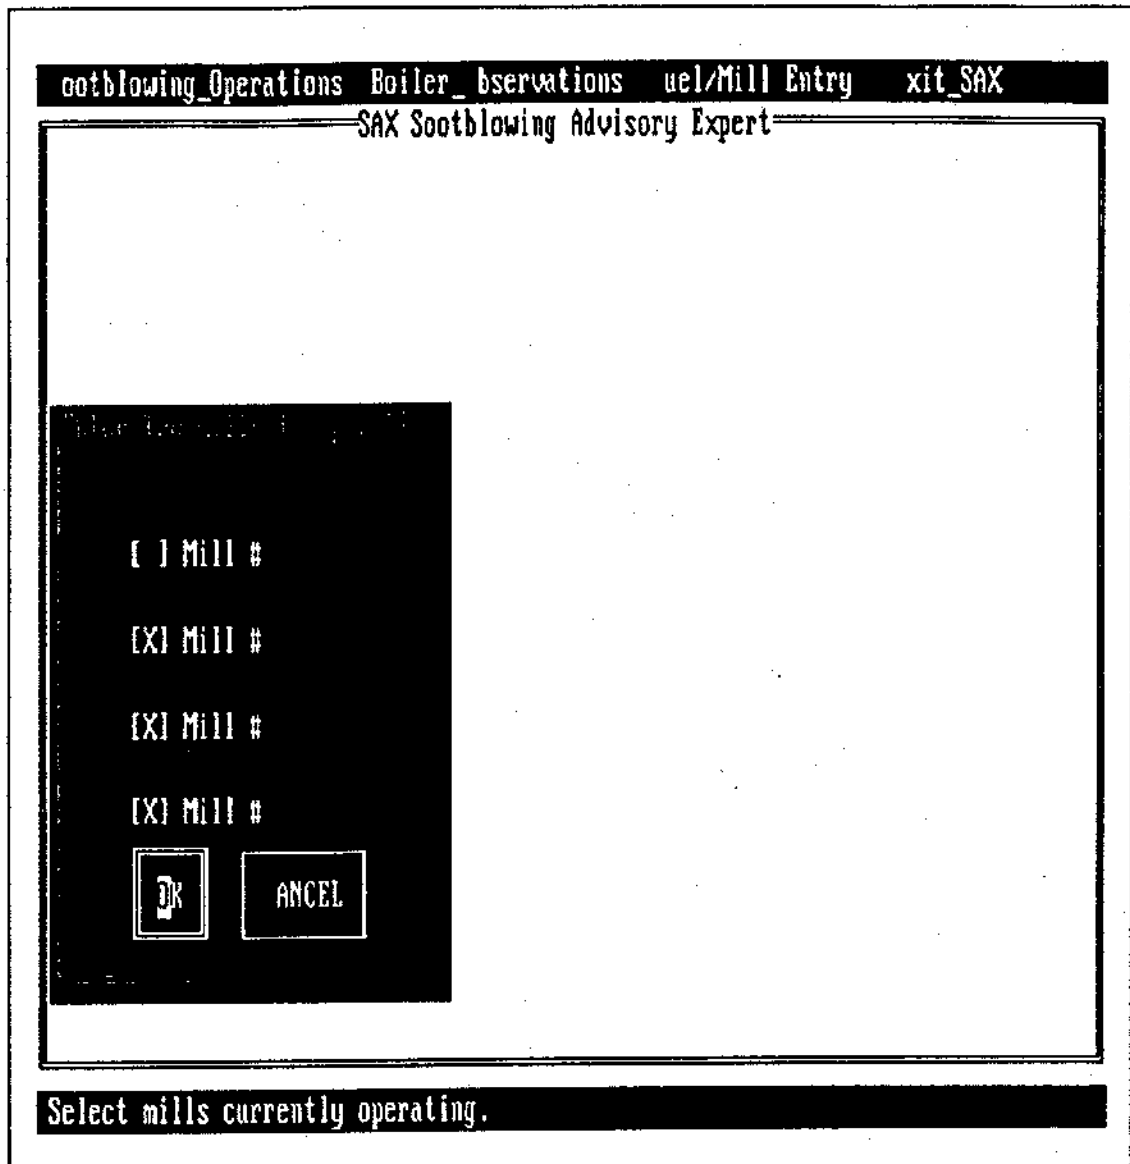 ootblowing_Operations Boiler_ bservations uel/Mill Entry xit_SAX
SAX Sootblowing Advisory Expert
[ ] Mill #
[X] Mill #
[X] Mill #
[X] Mill #
OK ANCEL
Select mills currently operating.